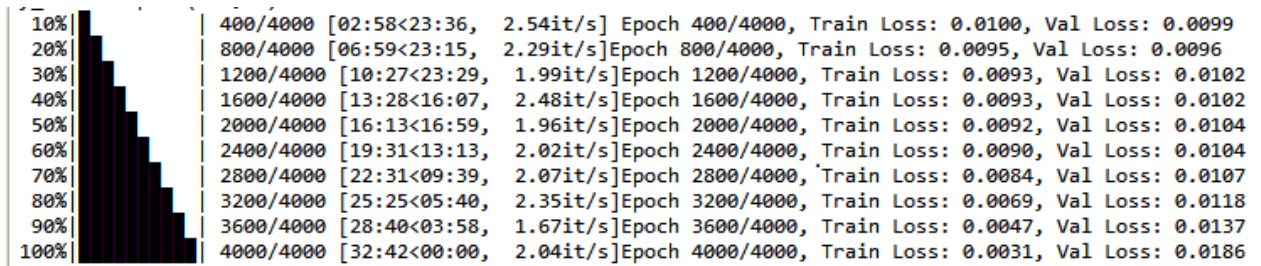 10%| | 400/4000 [02:58<23:36, 2.54it/s] Epoch 400/4000, Train Loss: 0.0100, Val Loss: 0.0099
20%| | 800/4000 [06:59<23:15, 2.29it/s]Epoch 800/4000, Train Loss: 0.0095, Val Loss: 0.0096
30%| | 1200/4000 [10:27<23:29, 1.99it/s]Epoch 1200/4000, Train Loss: 0.0093, Val Loss: 0.0102
40%| | 1600/4000 [13:28<16:07, 2.48it/s]Epoch 1600/4000, Train Loss: 0.0093, Val Loss: 0.0102
50%| | 2000/4000 [16:13<16:59, 1.96it/s]Epoch 2000/4000, Train Loss: 0.0092, Val Loss: 0.0104
60%| | 2400/4000 [19:31<13:13, 2.02it/s]Epoch 2400/4000, Train Loss: 0.0090, Val Loss: 0.0104
70%| | 2800/4000 [22:31<09:39, 2.07it/s]Epoch 2800/4000, Train Loss: 0.0084, Val Loss: 0.0107
80%| | 3200/4000 [25:25<05:40, 2.35it/s]Epoch 3200/4000, Train Loss: 0.0069, Val Loss: 0.0118
90%| | 3600/4000 [28:40<03:58, 1.67it/s]Epoch 3600/4000, Train Loss: 0.0047, Val Loss: 0.0137
100%| | 4000/4000 [32:42<00:00, 2.04it/s]Epoch 4000/4000, Train Loss: 0.0031, Val Loss: 0.0186